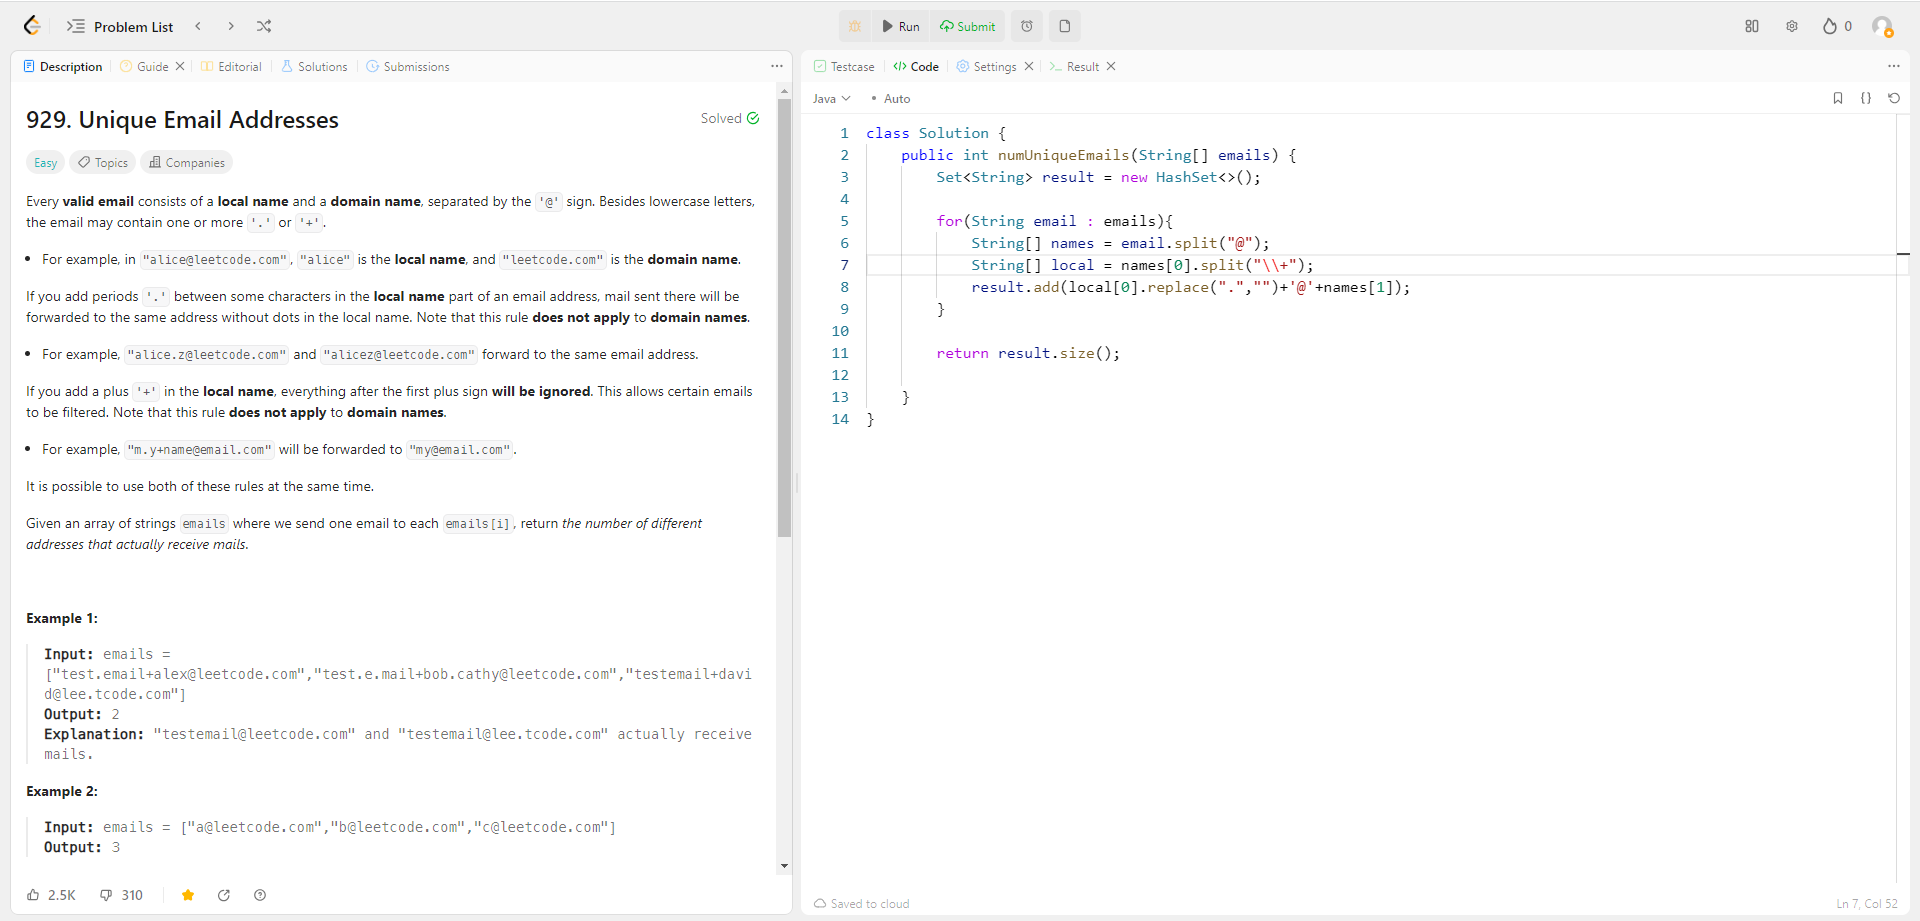 Problem List
Run
Submit
0
Description
Guide
Editorial
Solutions
Submissions
929. Unique Email Addresses
Solved
Easy
Topics
Companies
Every valid email consists of a local name and a domain name, separated by the '@' sign. Besides lowercase letters,
the email may contain one or more '.' or '+'.
For example, in "alice@leetcode.com", "alice" is the local name, and "leetcode.com" is the domain name.
If you add periods '.' between some characters in the local name part of an email address, mail sent there will be
forwarded to the same address without dots in the local name. Note that this rule does not apply to domain names.
For example, "alice.z@leetcode.com" and "alicez@leetcode.com" forward to the same email address.
If you add a plus '+' in the local name, everything after the first plus sign will be ignored. This allows certain emails
to be filtered. Note that this rule does not apply to domain names.
For example, "m.y+name@email.com" will be forwarded to "my@email.com".
It is possible to use both of these rules at the same time.
Given an array of strings emails where we send one email to each emails[i], return the number of different
addresses that actually receive mails.
Example 1:
Input: emails =
["test.email+alex@leetcode.com","test.e.mail+bob.cathy@leetcode.com","testemail+davi
d@lee.tcode.com"]
Output: 2
Explanation: "testemail@leetcode.com" and "testemail@lee.tcode.com" actually receive
mails.
Example 2:
Input: emails = ["a@leetcode.com","b@leetcode.com","c@leetcode.com"]
Output: 3
2.5K
310
Testcase
Code
Settings
Result
Java
Auto
1 class Solution {
2 public int numUniqueEmails(String[] emails) {
3 Set<String> result = new HashSet<>();
4
5 for(String email : emails){
6 String[] names = email.split("@");
7 String[] local = names[0].split("\\+");
8 result.add(local[0].replace(".","")+'@'+names[1]);
9 }
10
11 return result.size();
12
13 }
14 }
Saved to cloud
Ln 7, Col 52